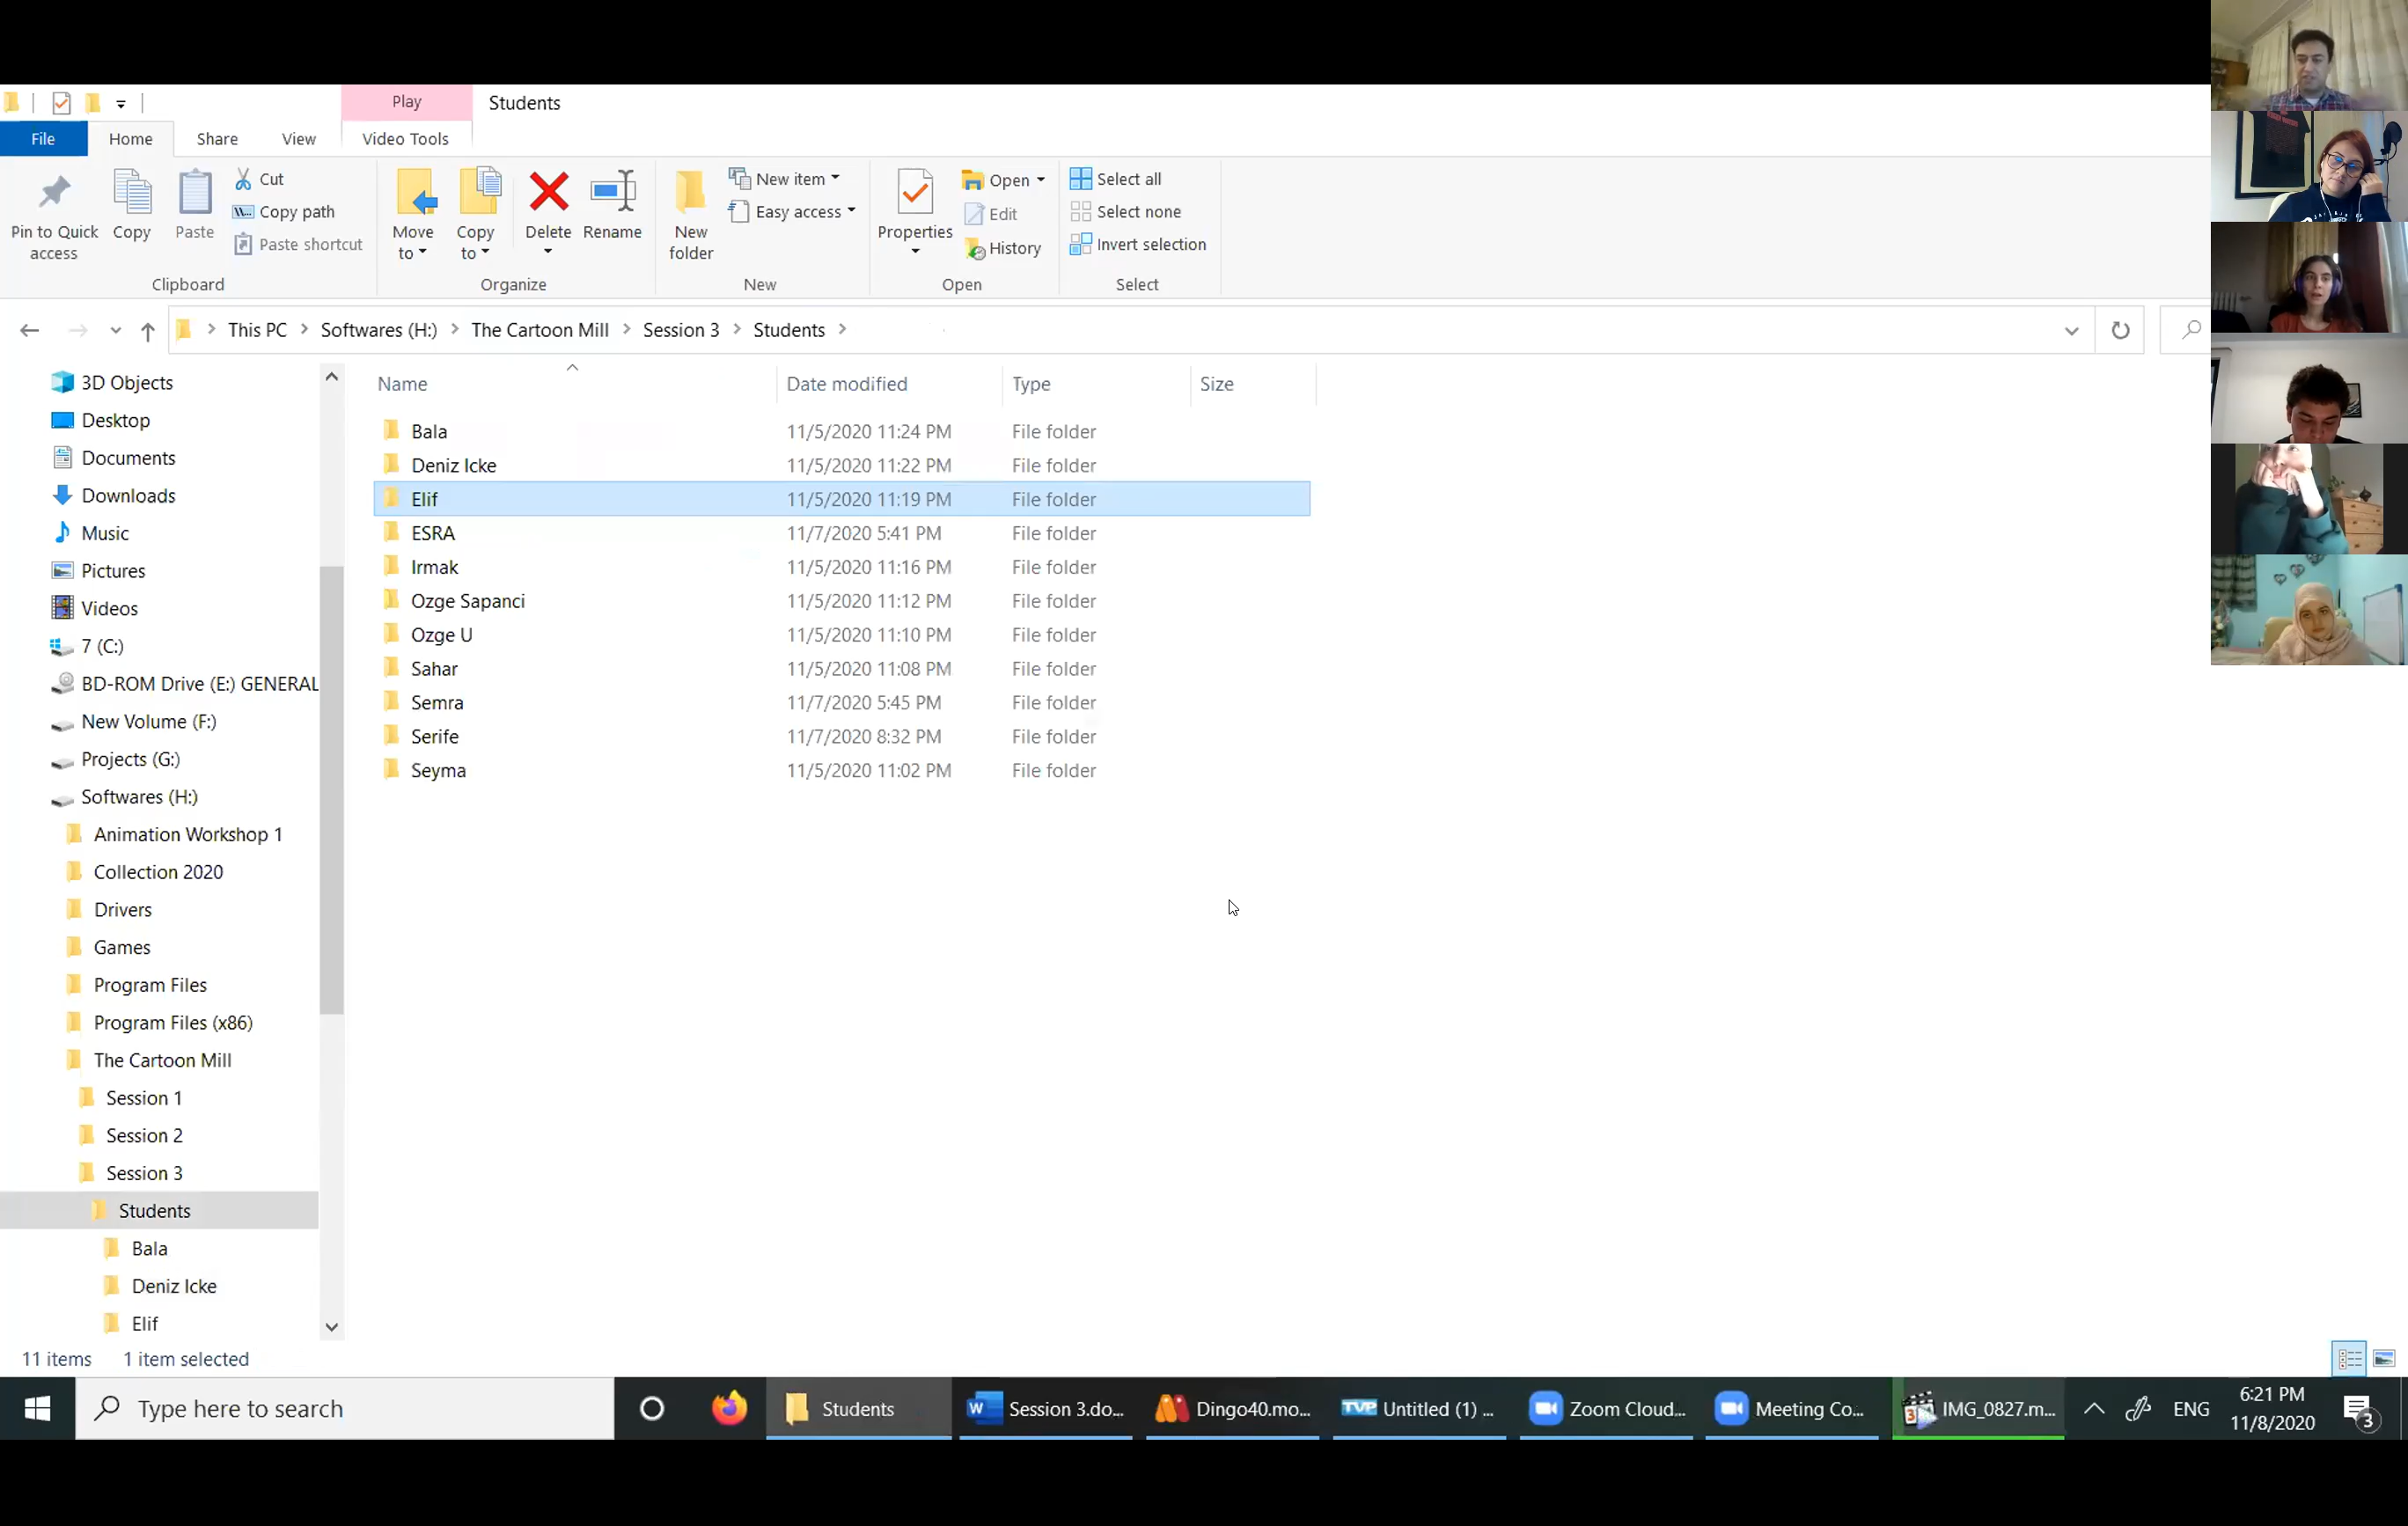 Play Students
File Home Share View Video Tools
Pin to Quick access
Copy
Paste
Cut
Copy path
Paste shortcut
Clipboard
Move to
Copy to
Delete
Rename
Organize
New folder
New item
Easy access
New
Properties
Open
Edit
History
Open
Select all
Select none
Invert selection
Select
This PC > Softwares (H:) > The Cartoon Mill > Session 3 > Students >
3D Objects
Desktop
Documents
Downloads
Music
Pictures
Videos
7 (C:)
BD-ROM Drive (E:) GENERAL
New Volume (F:)
Projects (G:)
Softwares (H:)
Animation Workshop 1
Collection 2020
Drivers
Games
Program Files
Program Files (x86)
The Cartoon Mill
Session 1
Session 2
Session 3
Students
Bala
Deniz Icke
Elif
Name Date modified Type Size
Bala 11/5/2020 11:24 PM File folder
Deniz Icke 11/5/2020 11:22 PM File folder
Elif 11/5/2020 11:19 PM File folder
ESRA 11/7/2020 5:41 PM File folder
Irmak 11/5/2020 11:16 PM File folder
Ozge Sapanci 11/5/2020 11:12 PM File folder
Ozge U 11/5/2020 11:10 PM File folder
Sahar 11/5/2020 11:08 PM File folder
Semra 11/7/2020 5:45 PM File folder
Serife 11/7/2020 8:32 PM File folder
Seyma 11/5/2020 11:02 PM File folder
11 items 1 item selected
Type here to search
Students
W Session 3.do...
Dingo40.mo...
TVP Untitled (1) ...
Zoom Cloud...
Meeting Co...
IMG_0827.m...
ENG
6:21 PM
11/8/2020
3